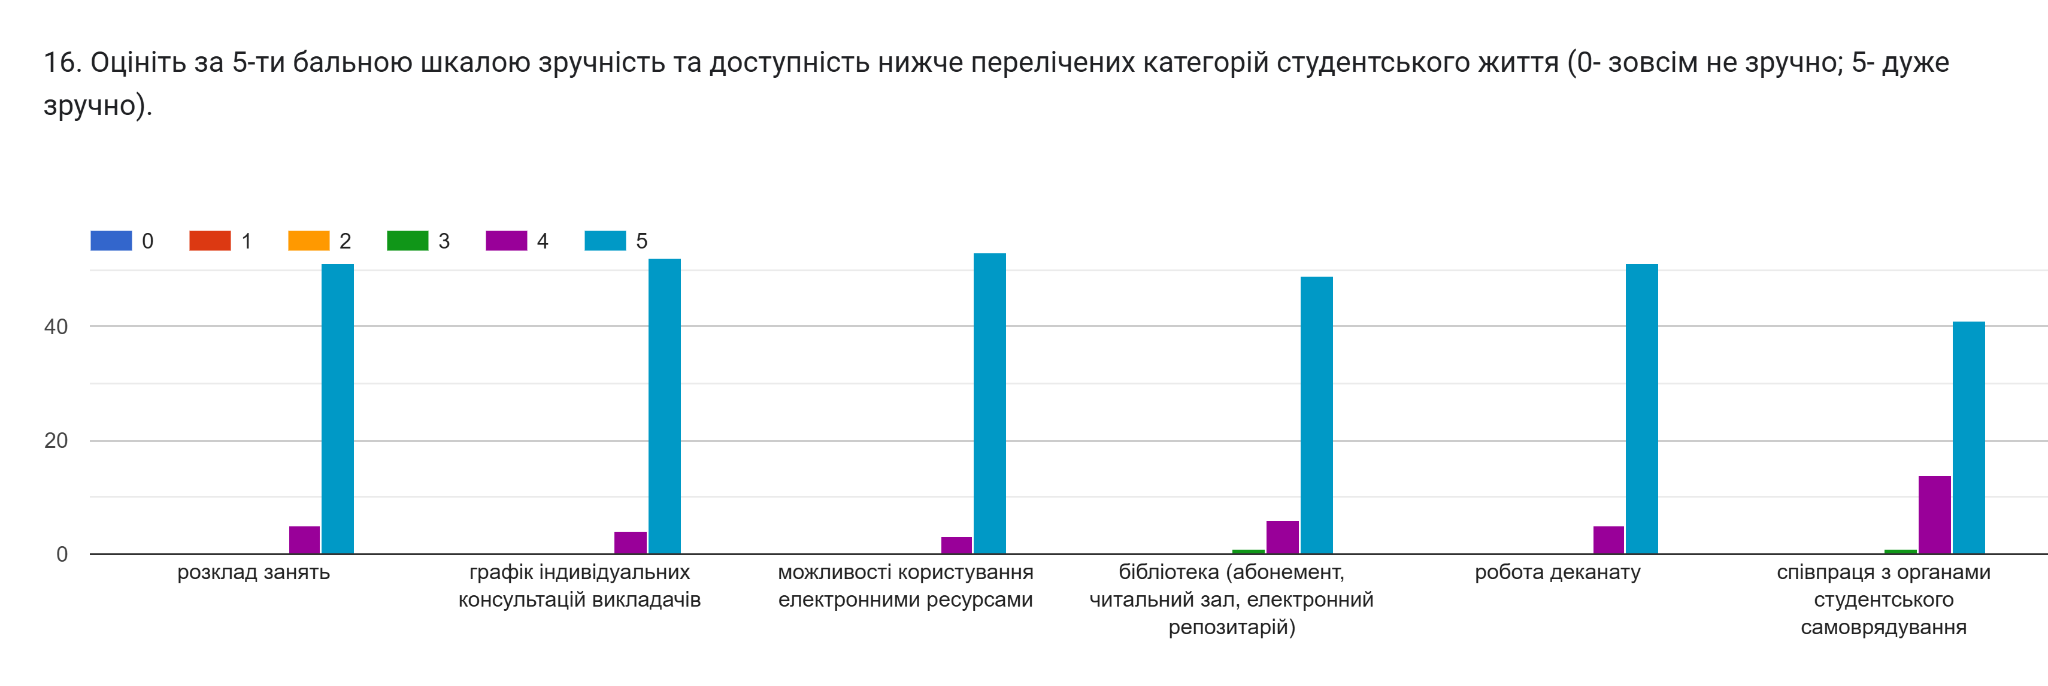 16. Оцініть за 5-ти бальною шкалою зручність та доступність нижче перелічених категорій студентського життя (0- зовсім не зручно; 5- дуже
зручно).
0 1 2 3 4 5
40
20
0
розклад занять
графік індивідуальних
консультацій викладачів
можливості користування
електронними ресурсами
бібліотека (абонемент,
читальний зал, електронний
репозитарій)
робота деканату
співпраця з органами
студентського
самоврядування